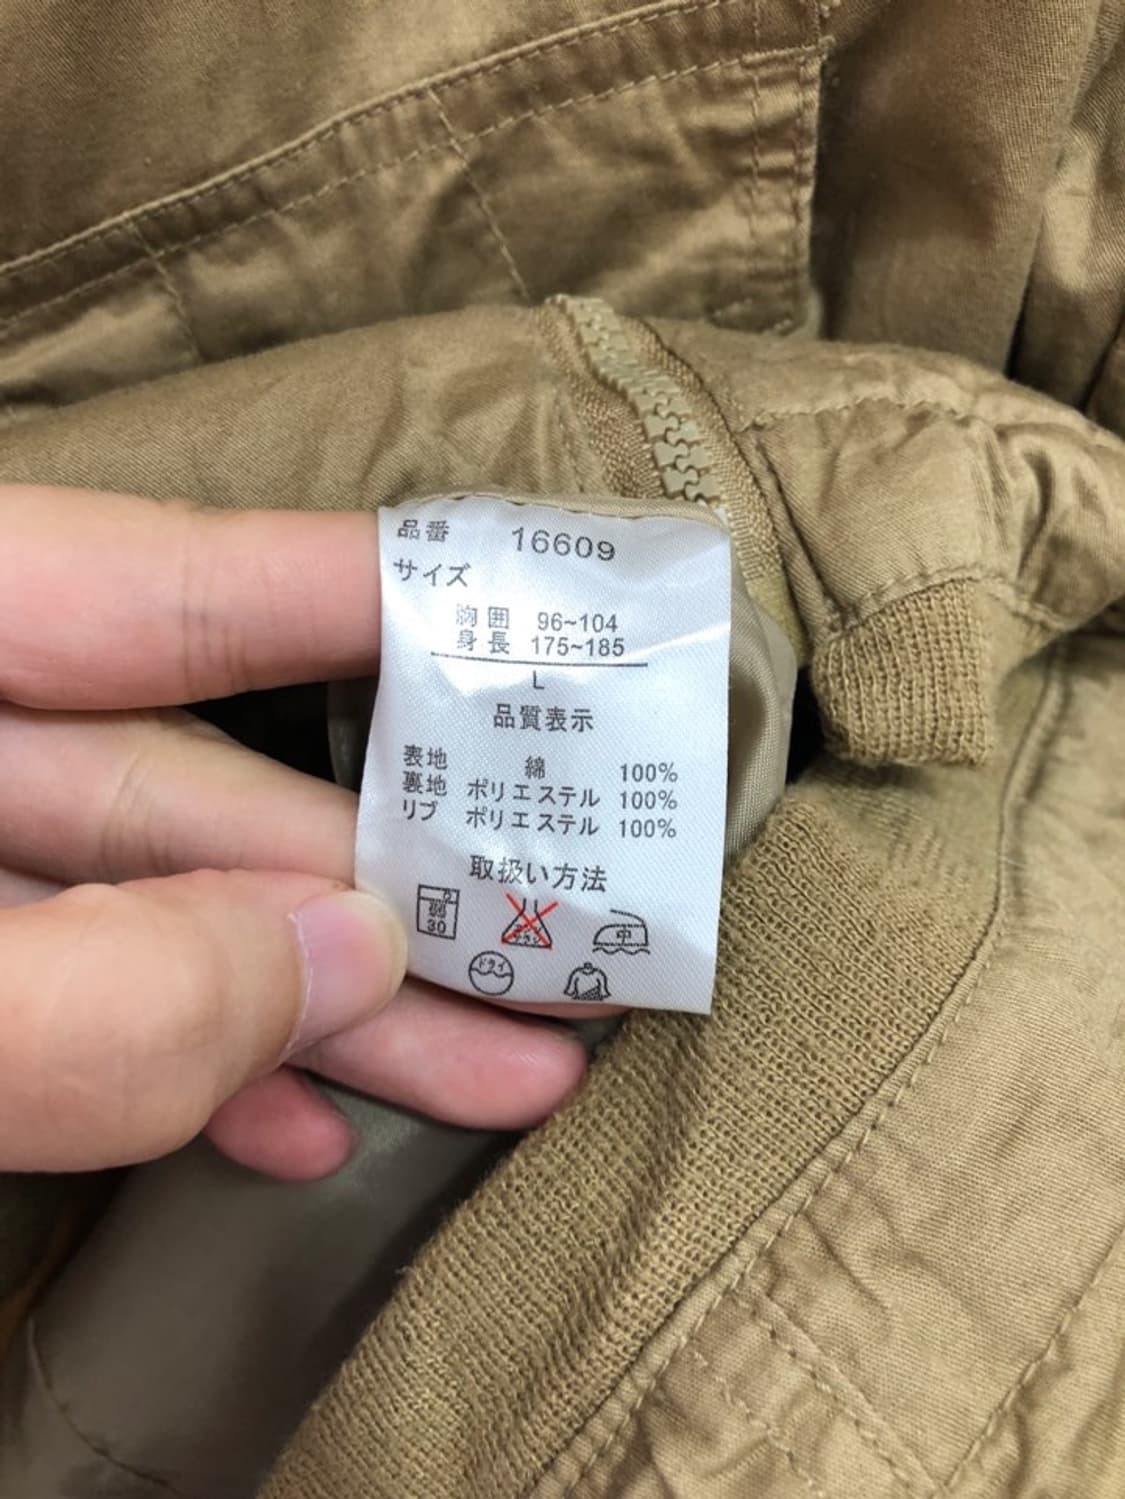 品番 16609
サイズ
胸囲 96~104
身長 175~185
L
品質表示
表地 綿 100%
裏地 ポリエステル 100%
リブ ポリエステル 100%
取扱い方法
30 中
ドライ